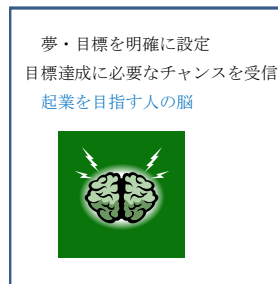 夢・目標を明確に設定
目標達成に必要なチャンスを受信
起業を目指す人の脳